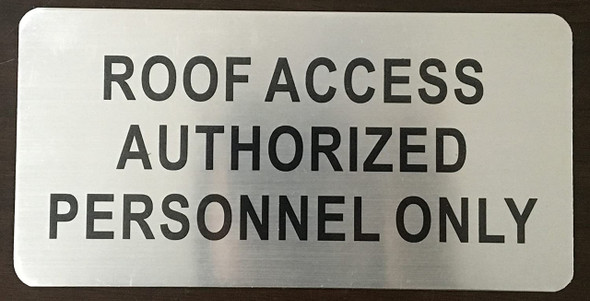 ROOF ACCESS
AUTHORIZED
PERSONNEL ONLY